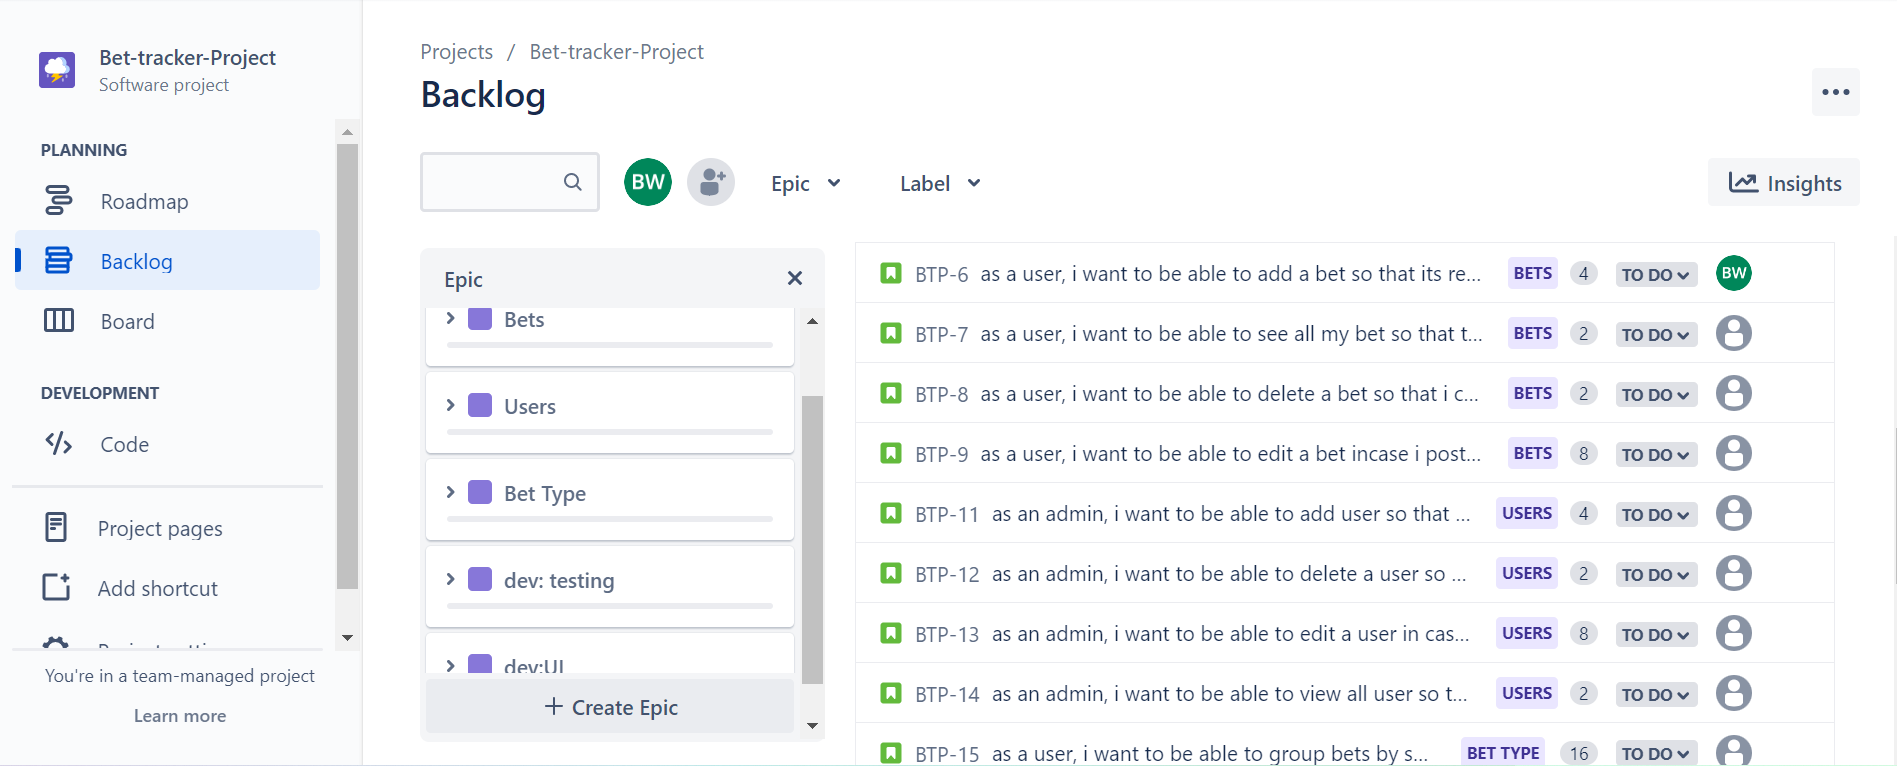 Bet-tracker-Project
Software project
PLANNING
Roadmap
Backlog
Board
DEVELOPMENT
Code
Project pages
Add shortcut
You're in a team-managed project
Learn more
Projects / Bet-tracker-Project
Backlog
BW
Epic
Label
Insights
Epic
Bets
Users
Bet Type
dev: testing
dev:UI
+ Create Epic
BTP-6 as a user, i want to be able to add a bet so that its re... BETS 4 TO DO BW
BTP-7 as a user, i want to be able to see all my bet so that t... BETS 2 TO DO
BTP-8 as a user, i want to be able to delete a bet so that i c... BETS 2 TO DO
BTP-9 as a user, i want to be able to edit a bet incase i post... BETS 8 TO DO
BTP-11 as an admin, i want to be able to add user so that ... USERS 4 TO DO
BTP-12 as an admin, i want to be able to delete a user so ... USERS 2 TO DO
BTP-13 as an admin, i want to be able to edit a user in cas... USERS 8 TO DO
BTP-14 as an admin, i want to be able to view all user so t... USERS 2 TO DO
BTP-15 as a user, i want to be able to group bets by s... BET TYPE 16 TO DO